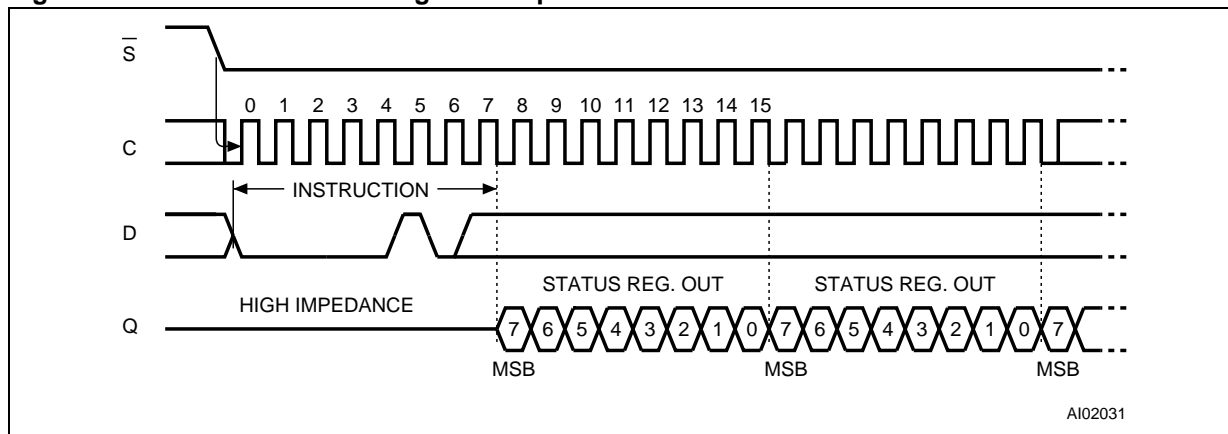 S
0 1 2 3 4 5 6 7 8 9 10 11 12 13 14 15
C
INSTRUCTION
D
STATUS REG. OUT STATUS REG. OUT
HIGH IMPEDANCE
Q 7 6 5 4 3 2 1 0 7 6 5 4 3 2 1 0 7
MSB MSB MSB
AI02031